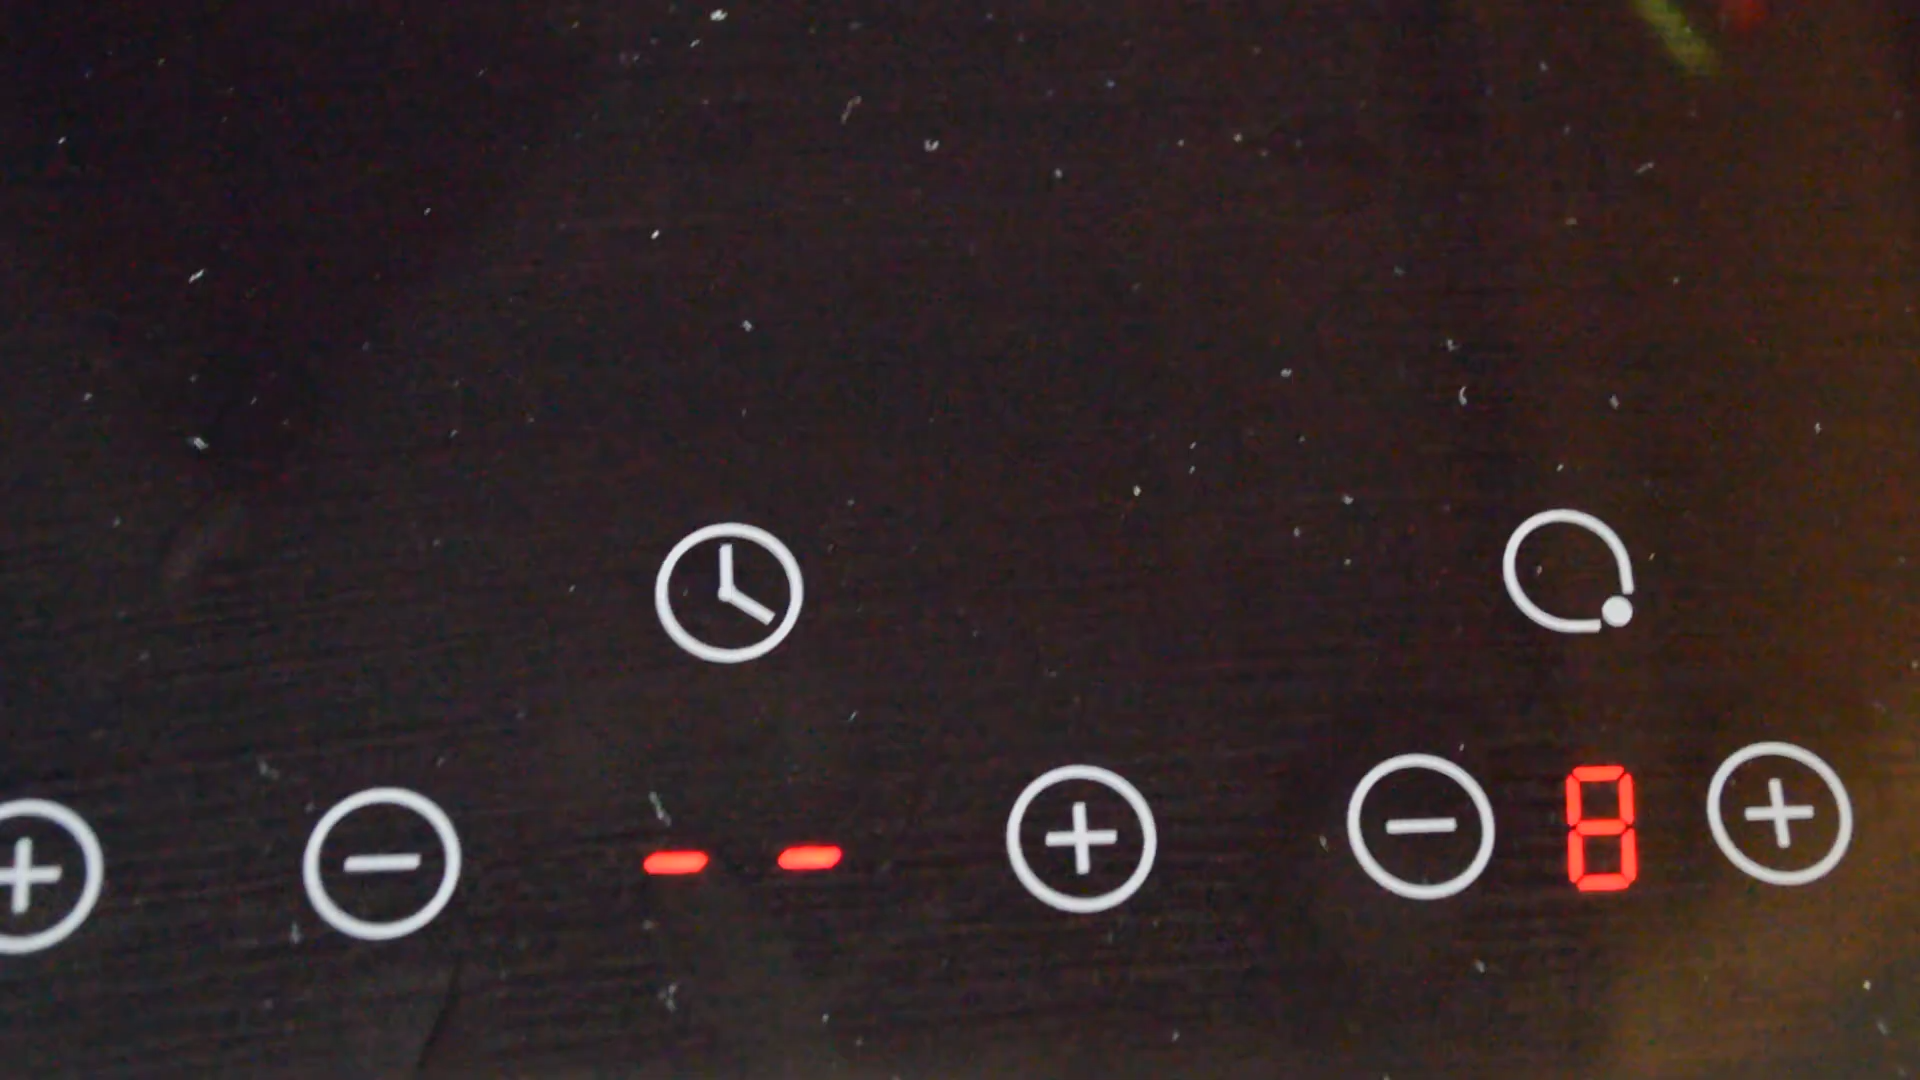 + − - - + − 8 +